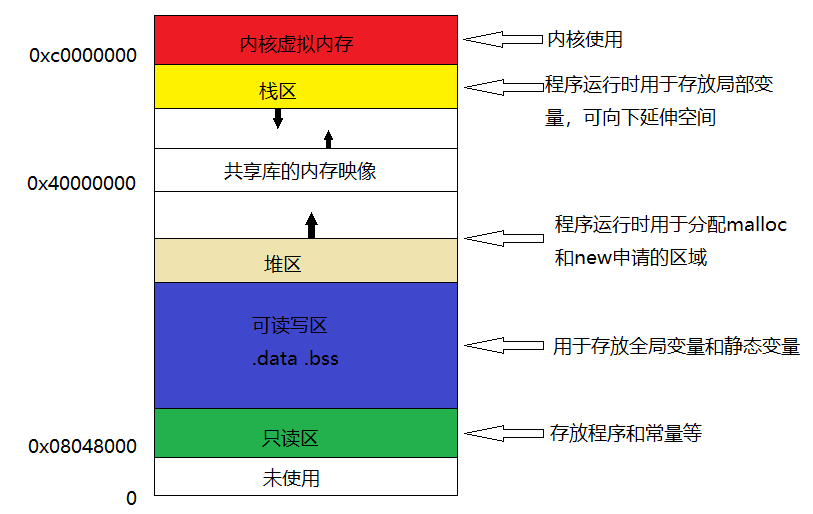 内核虚拟内存
内核使用
0xc0000000
栈区
程序运行时用于存放局部变
量，可向下延伸空间
共享库的内存映像
0x40000000
程序运行时用于分配malloc
和new申请的区域
堆区
可读写区
.data .bss
用于存放全局变量和静态变量
只读区
存放程序和常量等
0x08048000
未使用
0